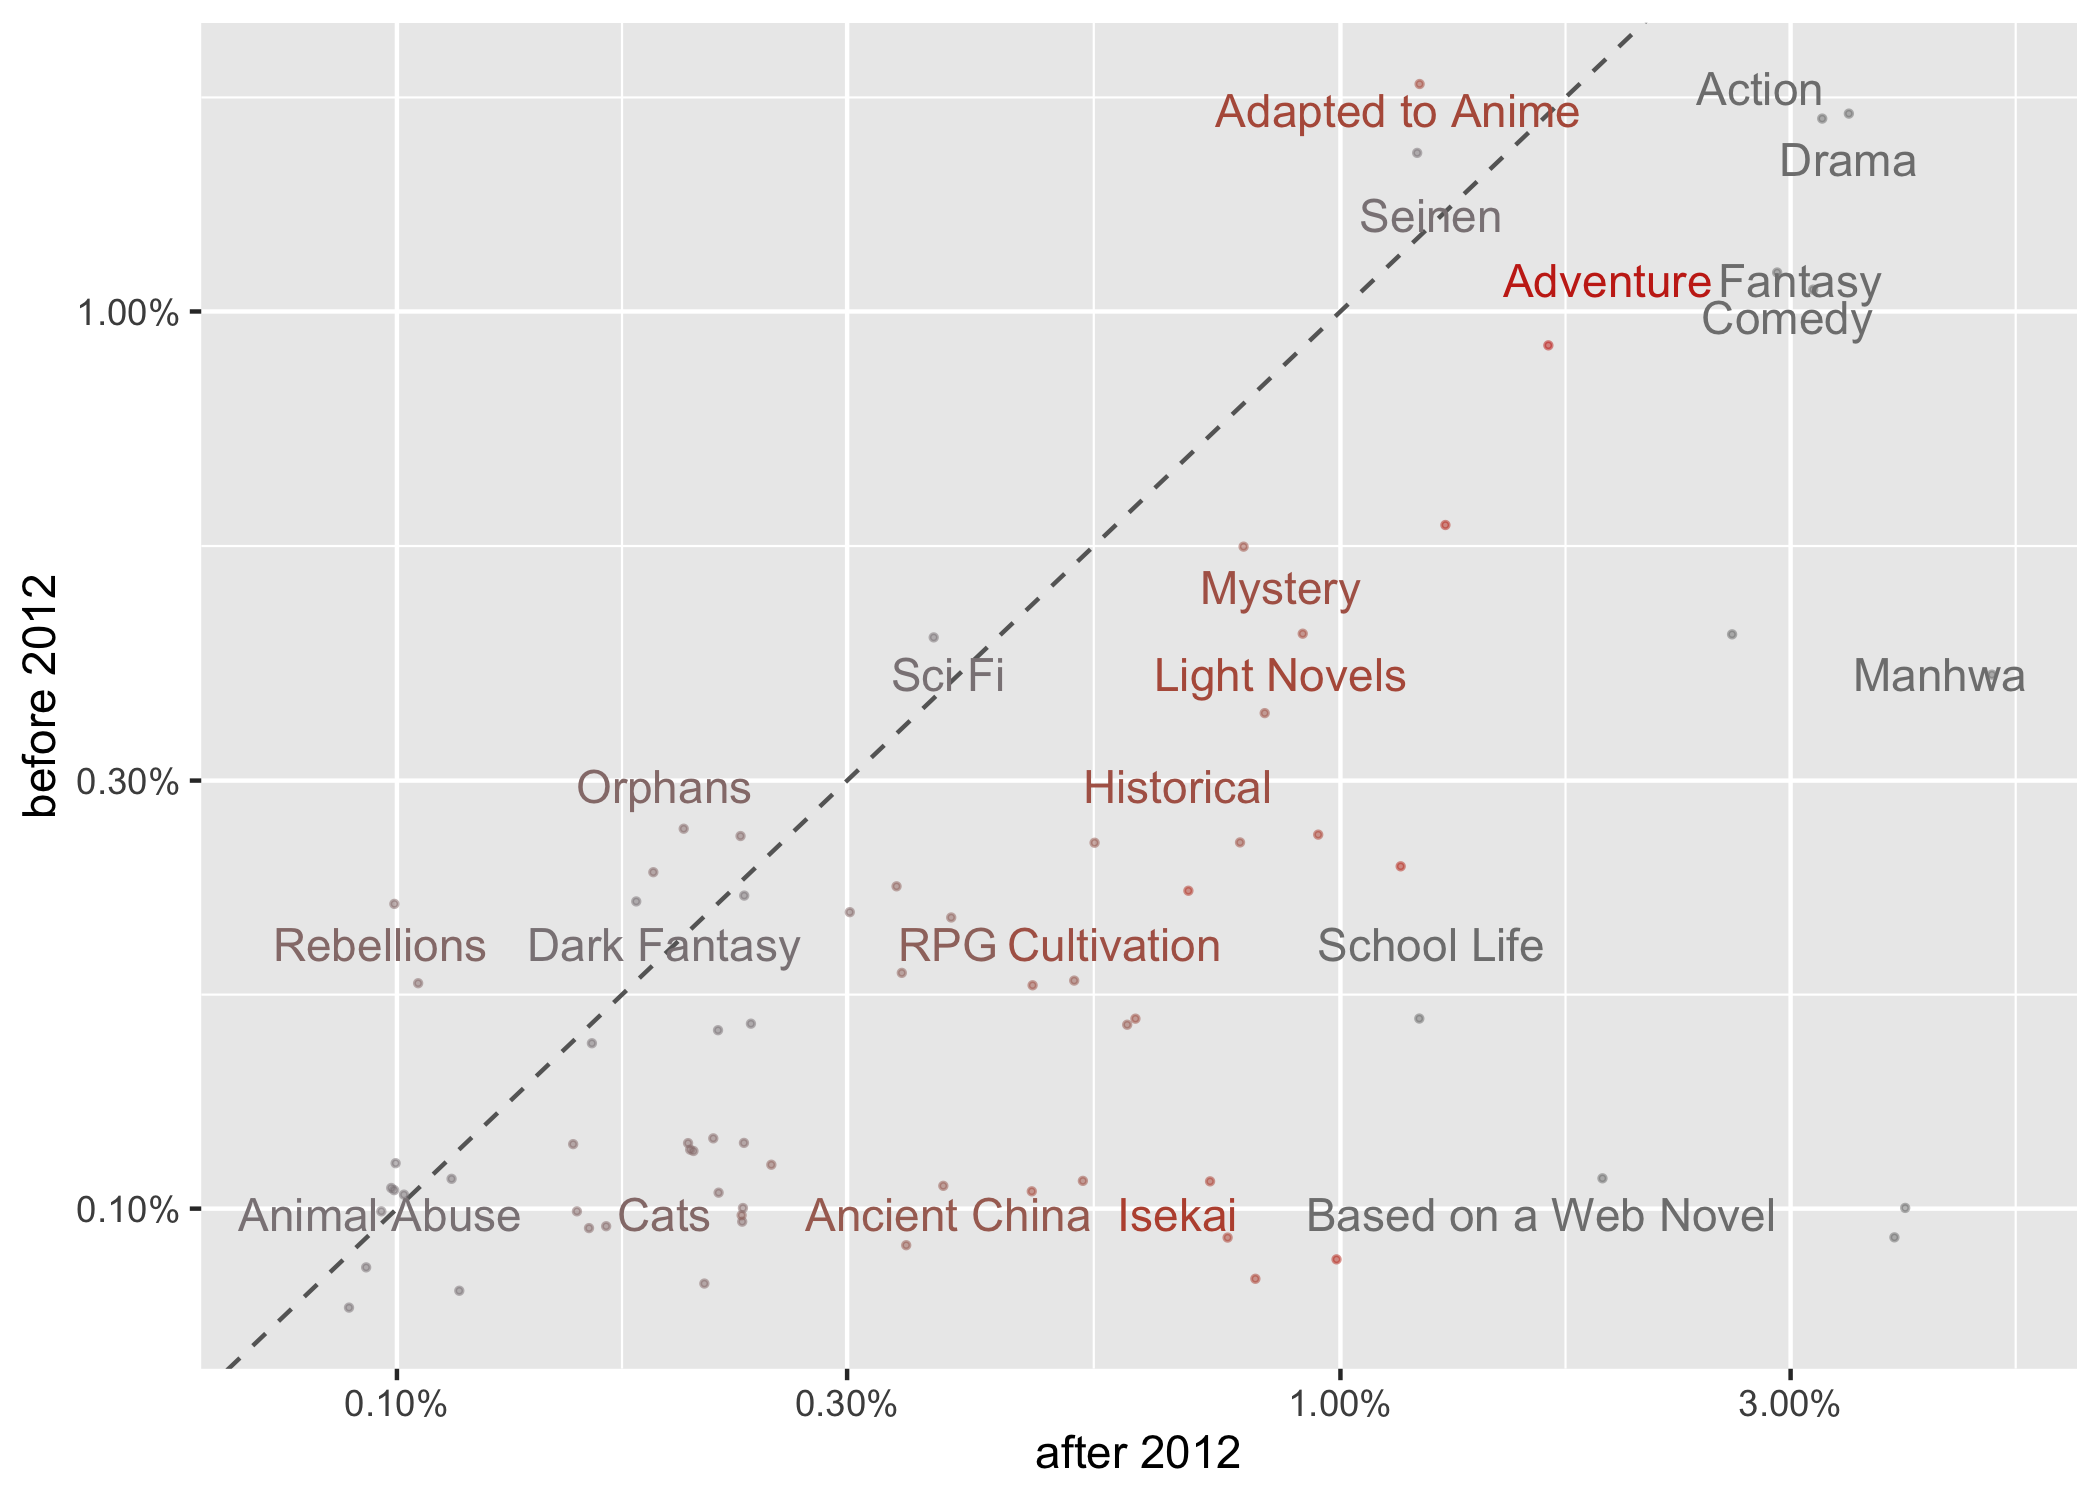 Action
Adapted to Anime
Drama
Seinen
Adventure Fantasy
1.00%
Comedy
Mystery
Sci Fi
Light Novels
Manhwa
before 2012
0.30%
Orphans
Historical
Rebellions
Dark Fantasy
RPG
Cultivation
School Life
0.10%
Animal Abuse
Cats
Ancient China
Isekai
Based on a Web Novel
0.10%
0.30%
1.00%
3.00%
after 2012